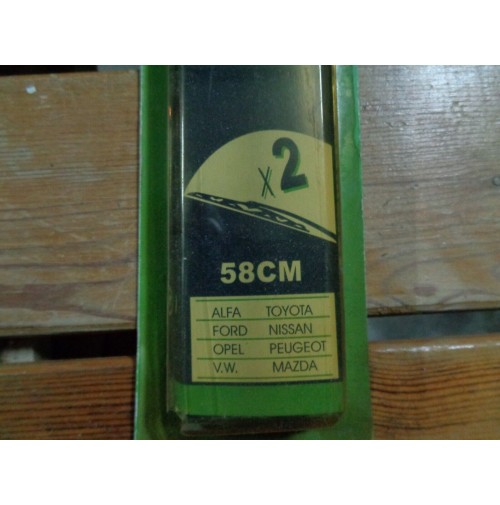 x2
58CM
ALFA TOYOTA
FORD NISSAN
OPEL PEUGEOT
V.W. MAZDA